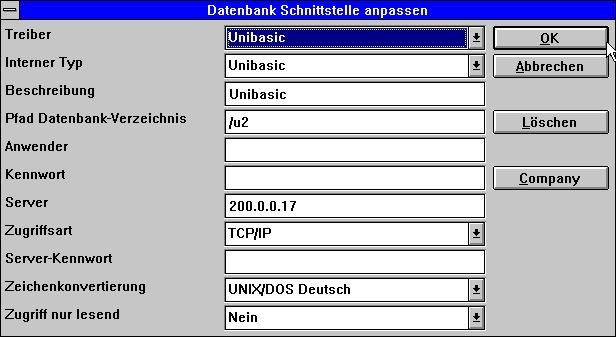 Datenbank Schnittstelle anpassen
Treiber Unibasic OK
Interner Typ Unibasic Abbrechen
Beschreibung Unibasic
Pfad Datenbank-Verzeichnis /u2 Löschen
Anwender
Kennwort Company
Server 200.0.0.17
Zugriffsart TCP/IP
Server-Kennwort
Zeichenkonvertierung UNIX/DOS Deutsch
Zugriff nur lesend Nein